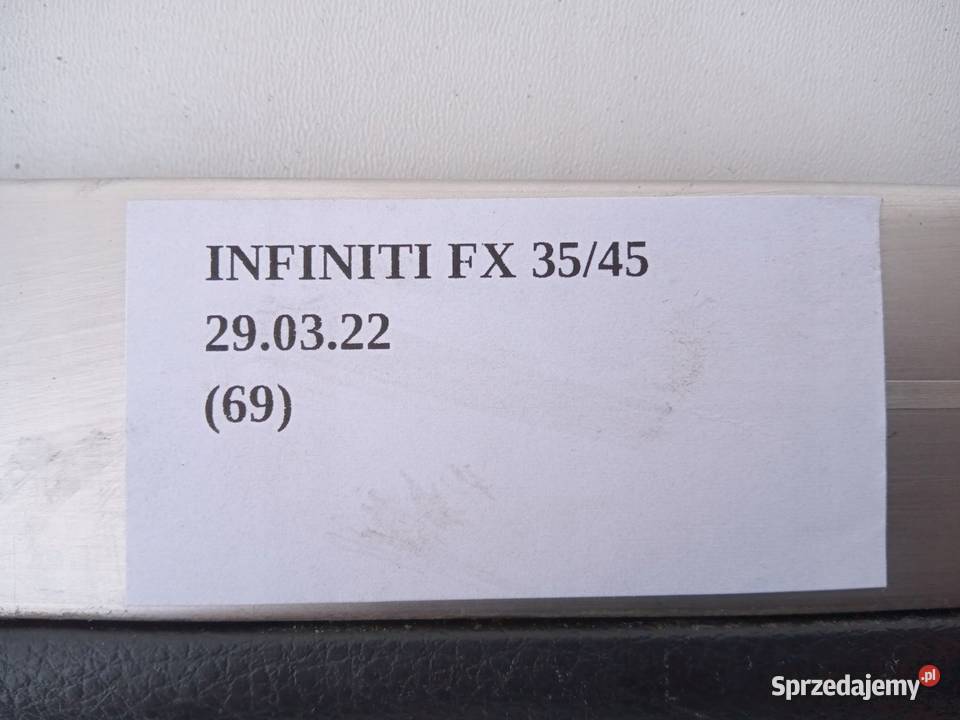 INFINITI FX 35/45
29.03.22
(69)
Sprzedajemy.pl